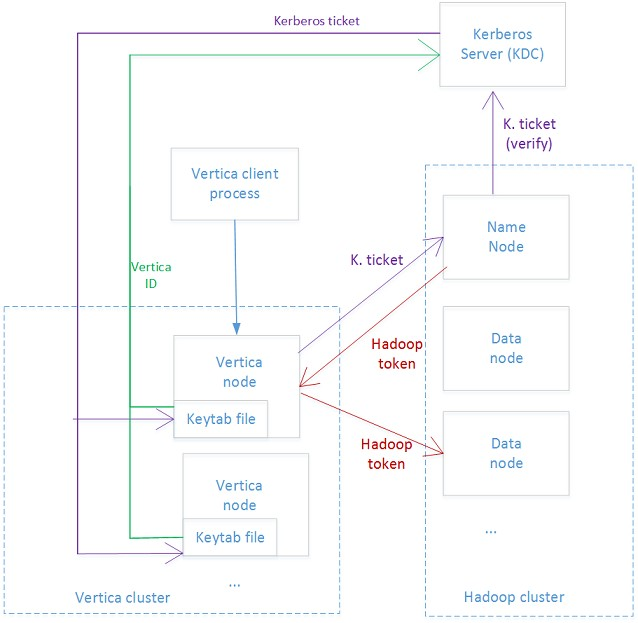 Kerberos ticket
Kerberos
Server (KDC)
K. ticket
(verify)
Vertica client
process
Name
Node
Vertica
ID
K. ticket
Hadoop
token
Data
node
Vertica
node
Keytab file
Hadoop
token
Data
node
Vertica
node
Keytab file
...
...
Vertica cluster
Hadoop cluster